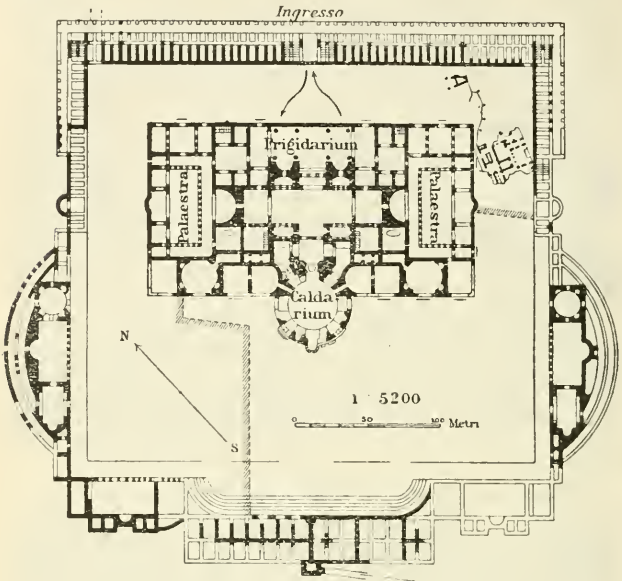 Ingresso
Frigidarium
Palaestra
Palaestra
Calda
rium
N
S
1 5200
0 50 100 Metri